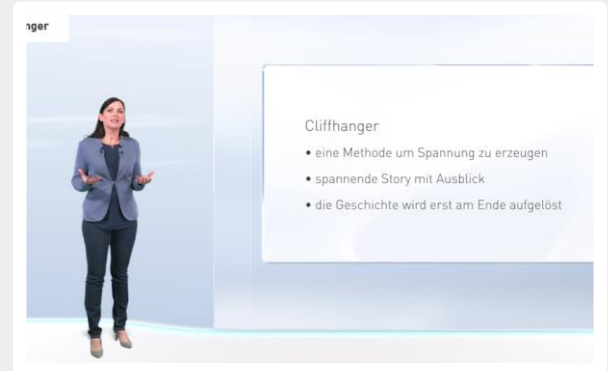 nger
Cliffhanger
• eine Methode um Spannung zu erzeugen
• spannende Story mit Ausblick
• die Geschichte wird erst am Ende aufgelöst